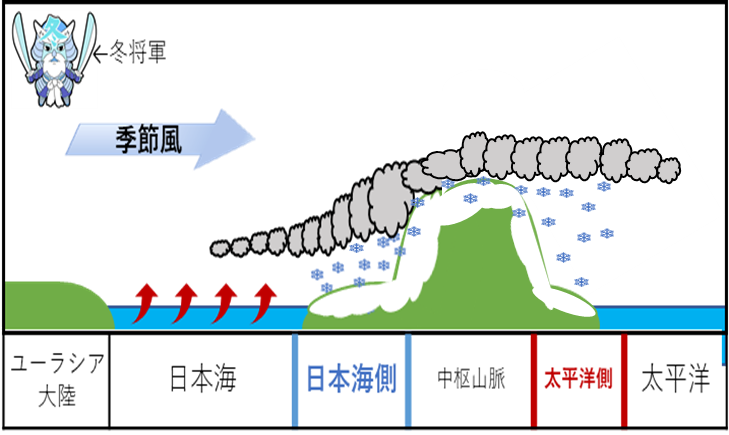 ←冬将軍
季節風
ユーラシア
大陸
日本海
日本海側
中枢山脈
太平洋側
太平洋